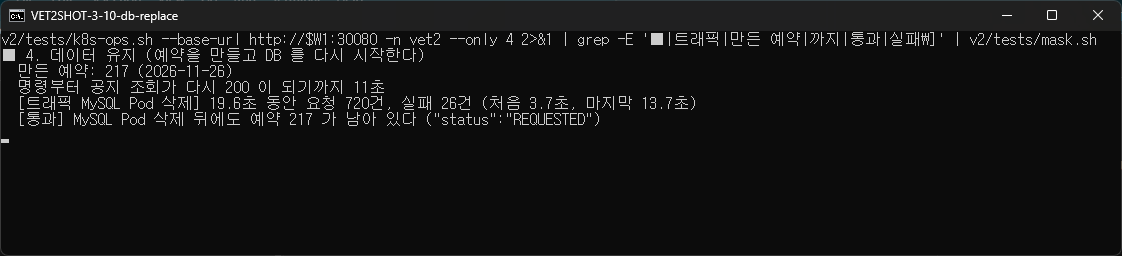 VET2SHOT-3-10-db-replace
v2/tests/k8s-ops.sh --base-url http://$W1:30080 -n vet2 --only 4 2>&1 | grep -E '■|트래픽|만든 예약|까지|통과|실패₩]' | v2/tests/mask.sh
■ 4. 데이터 유지 (예약을 만들고 DB 를 다시 시작한다)
만든 예약: 217 (2026-11-26)
명령부터 공지 조회가 다시 200 이 되기까지 11초
[트래픽 MySQL Pod 삭제] 19.6초 동안 요청 720건, 실패 26건 (처음 3.7초, 마지막 13.7초)
[통과] MySQL Pod 삭제 뒤에도 예약 217 가 남아 있다 ("status":"REQUESTED")